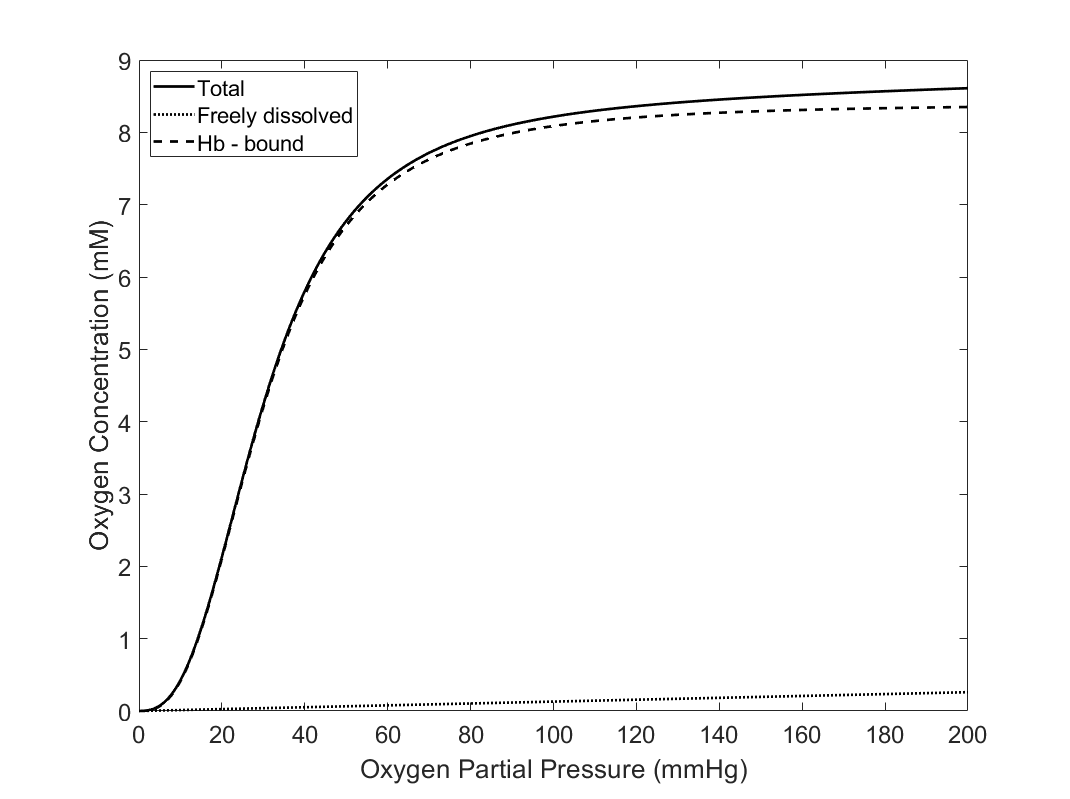 Total
Freely dissolved
Hb - bound
9
8
7
6
5
4
3
2
1
0
Oxygen Concentration (mM)
0 20 40 60 80 100 120 140 160 180 200
Oxygen Partial Pressure (mmHg)